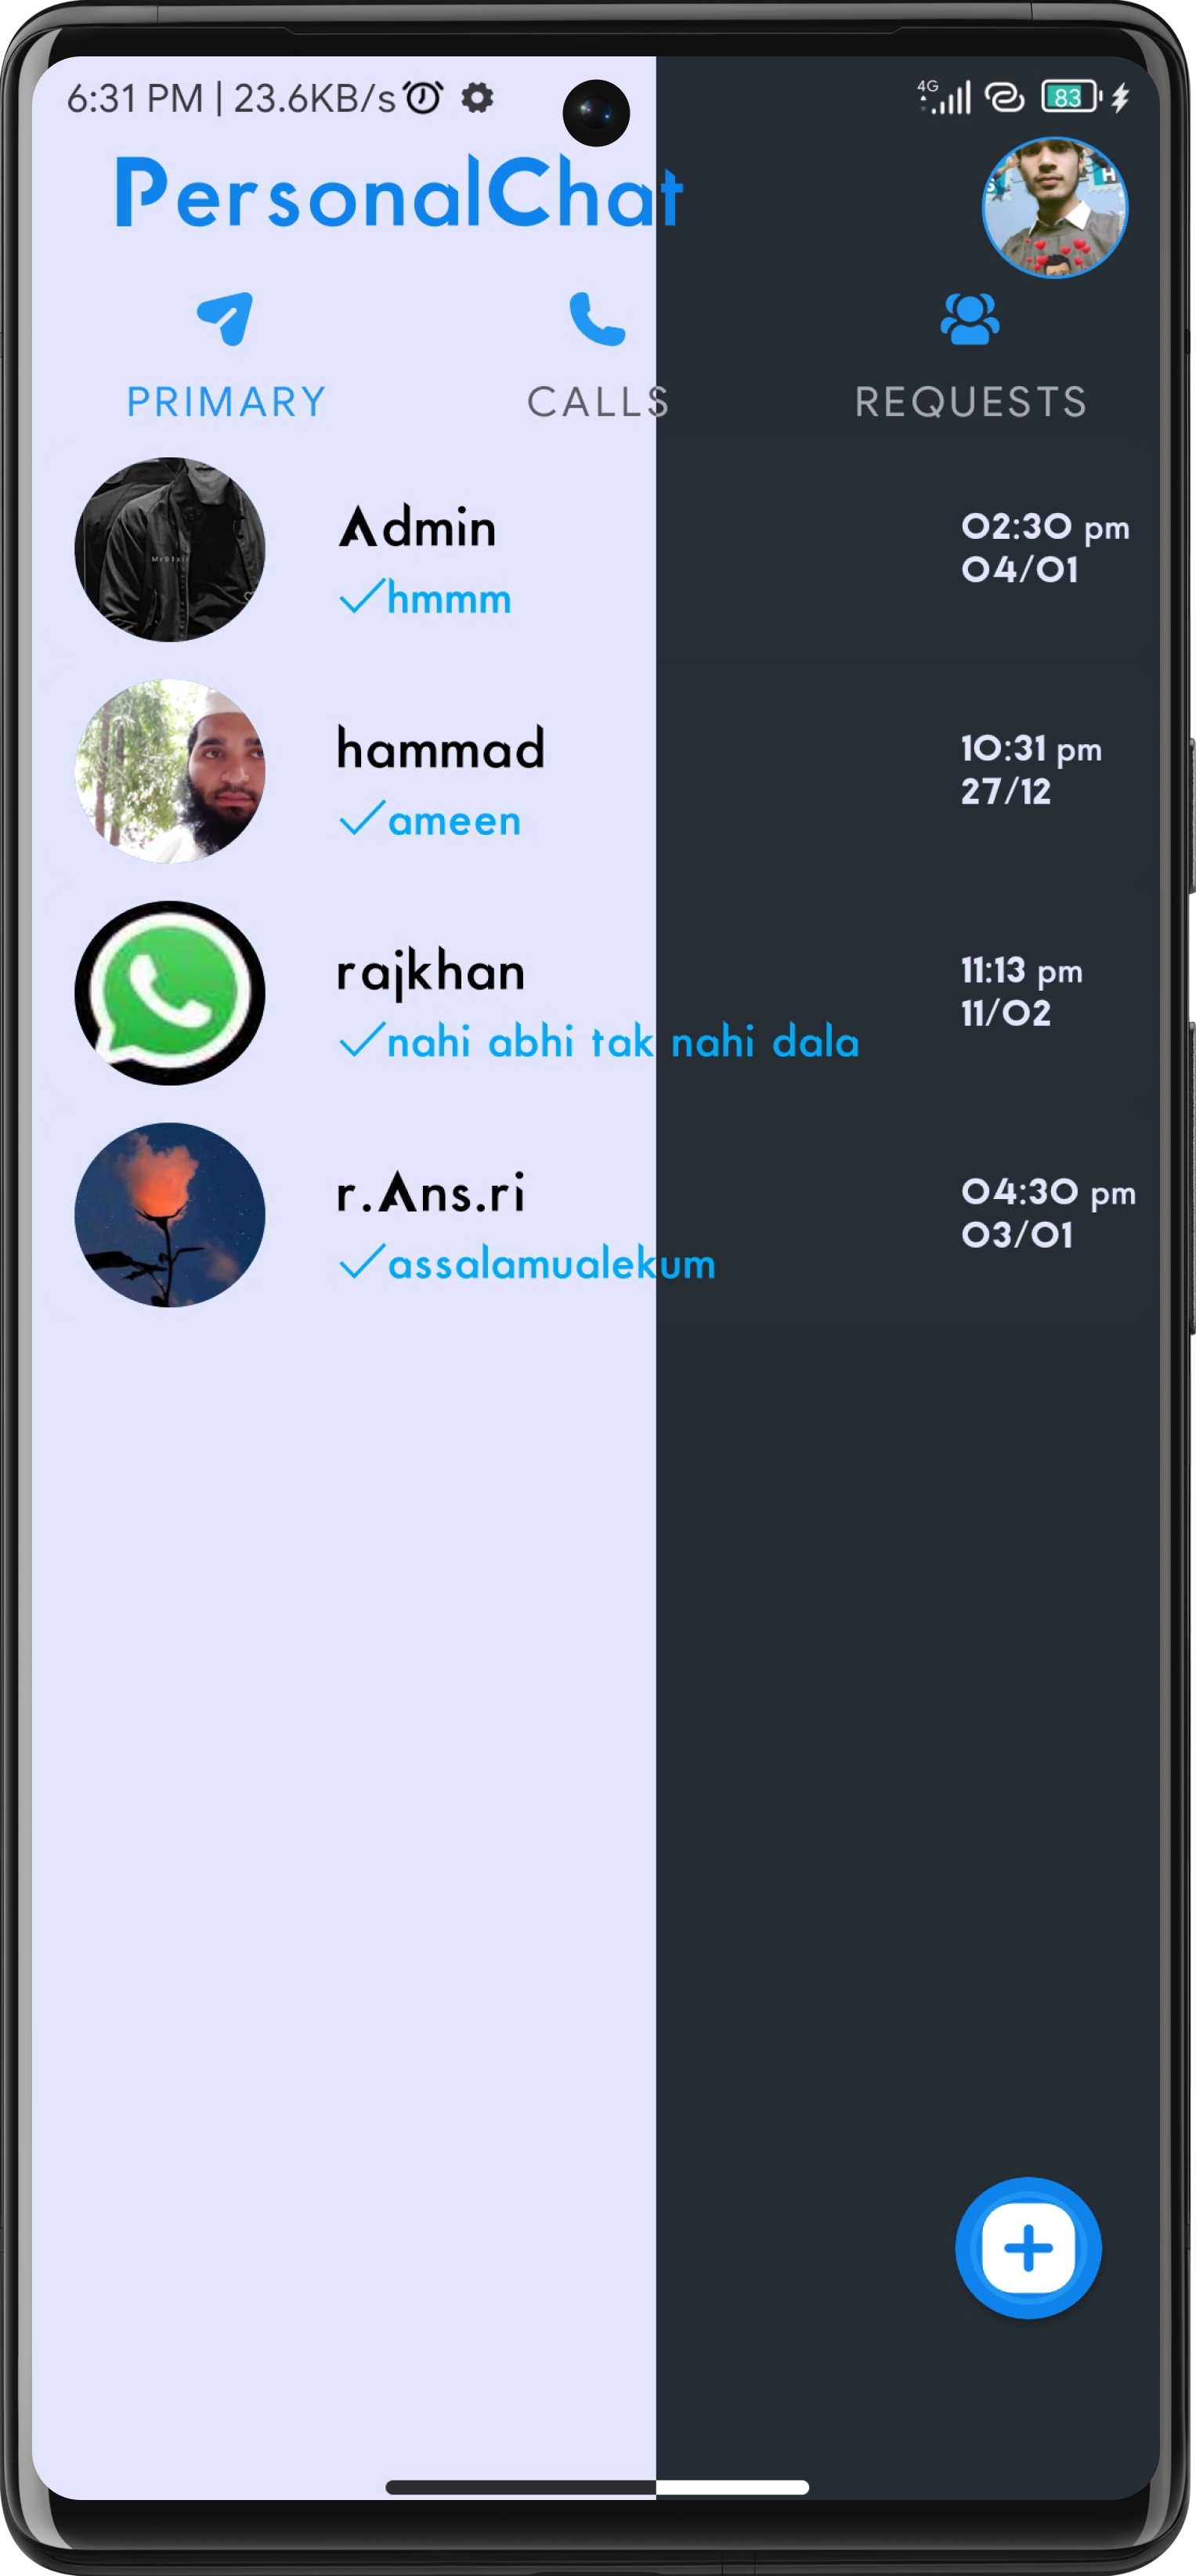 6:31 PM | 23.6KB/s
4G
83
PersonalChat
H
PRIMARY
CALLS
REQUESTS
Admin
02:30 pm
hmmm
04/01
hammad
10:31 pm
ameen
27/12
rajkhan
11:13 pm
nahi abhi tak nahi dala
11/02
r.Ans.ri
04:30 pm
assalamualekum
03/01